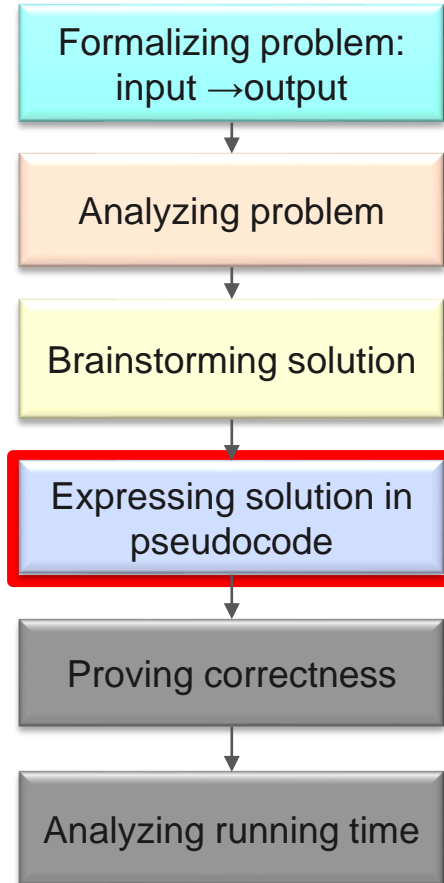 Formalizing problem:
input →output
Analyzing problem
Brainstorming solution
Expressing solution in
pseudocode
Proving correctness
Analyzing running time